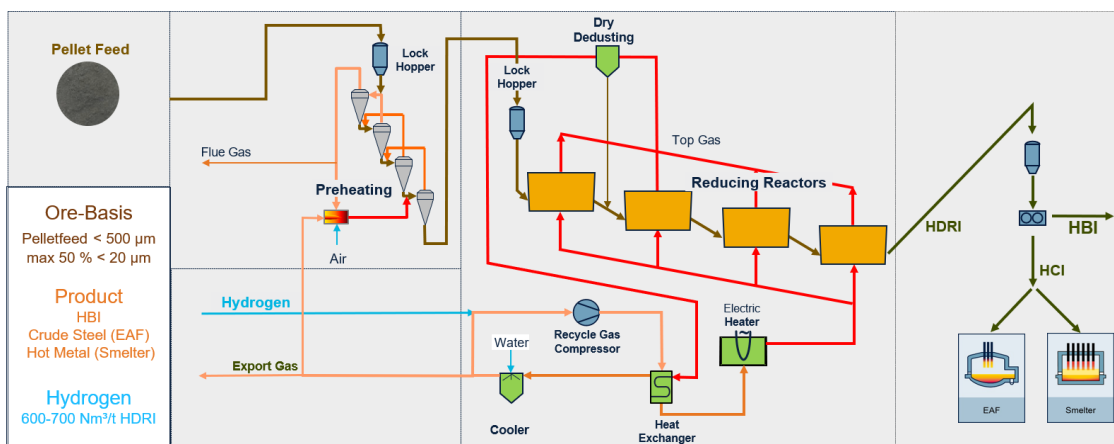 Pellet Feed
Ore-Basis
Pelletfeed < 500 µm
max 50 % < 20 µm
Product
HBI
Crude Steel (EAF)
Hot Metal (Smelter)
Hydrogen
600-700 Nm³/t HDRI
Lock
Hopper
Flue Gas
Preheating
Air
Hydrogen
Export Gas
Water
Cooler
Recycle Gas
Compressor
Heat
Exchanger
Electric
Heater
Dry
Dedusting
Lock
Hopper
Top Gas
Reducing Reactors
HDRI
HBI
HCI
EAF
Smelter